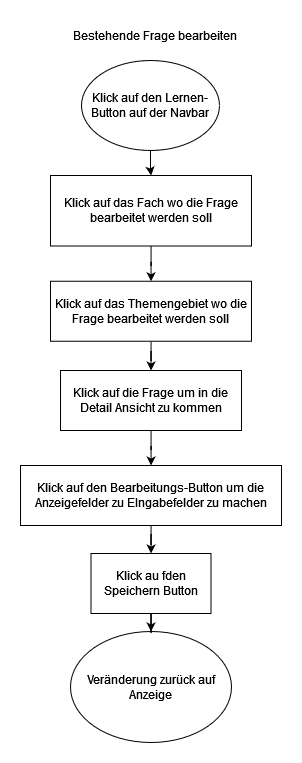 Bestehende Frage bearbeiten
Klick auf den Lernen-
Button auf der Navbar
Klick auf das Fach wo die Frage
bearbeitet werden soll
Klick auf das Themengebiet wo die
Frage bearbeitet werden soll
Klick auf die Frage um in die
Detail Ansicht zu kommen
Klick auf den Bearbeitungs-Button um die
Anzeigefelder zu EIngabefelder zu machen
Klick au fden
Speichern Button
Veränderung zurück auf
Anzeige